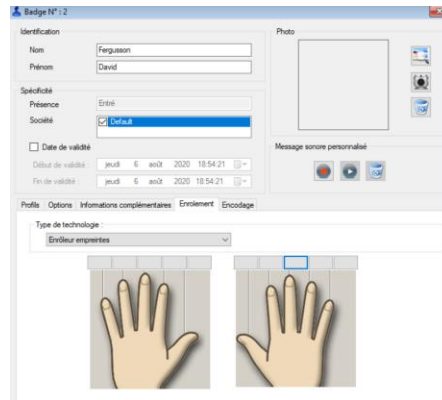 Badge N° : 2
Identification
Nom
Fergusson
Prénom
David
Photo
Spécificité
Présence
Entré
Société
Default
Date de validité
Début de validité
jeudi 6 août 2020 18:54:21
Fin de validité
jeudi 6 août 2020 18:54:21
Message sonore personnalisé
Profils Options Informations complémentaires Enrolement Encodage
Type de technologie :
Enrôleur empreintes